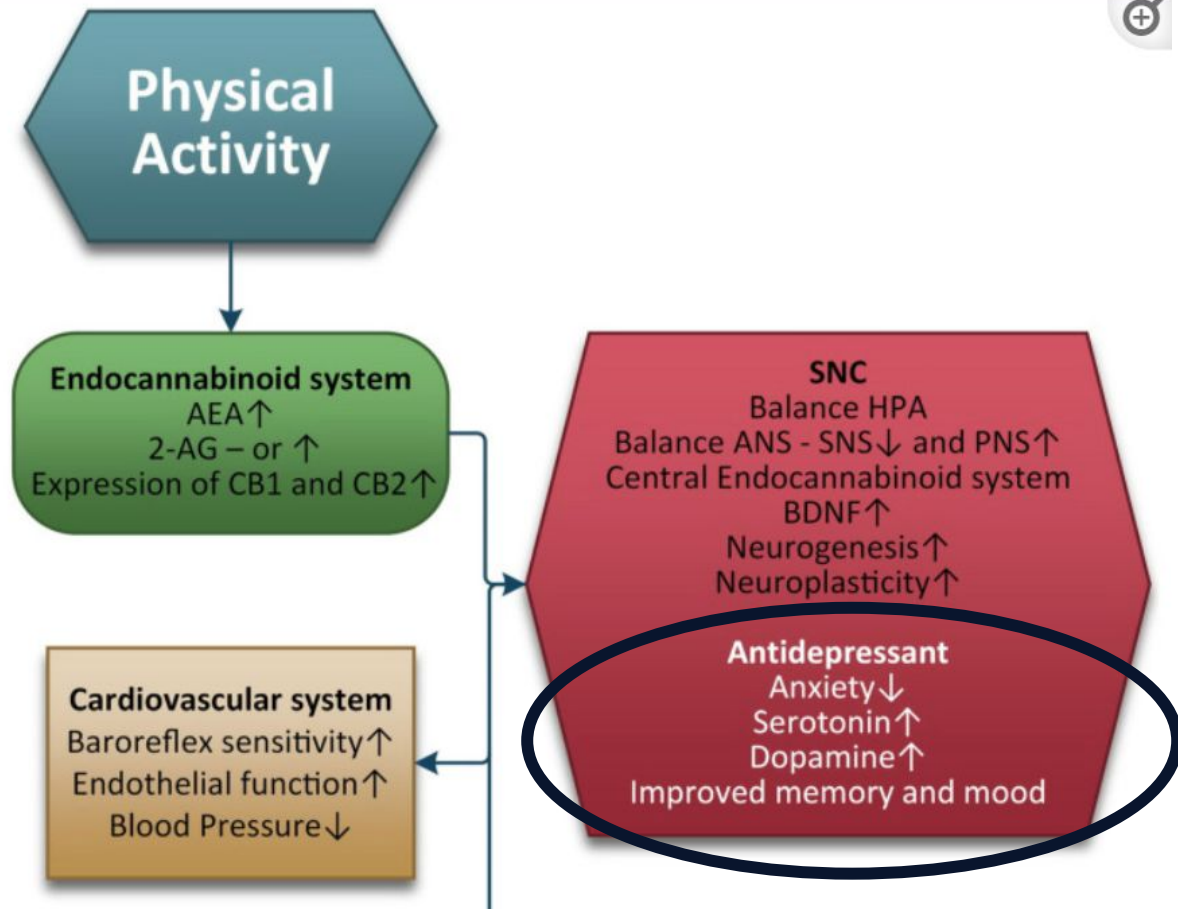 Physical
Activity
Endocannabinoid system
AEA↑
2-AG – or ↑
Expression of CB1 and CB2↑
SNC
Balance HPA
Balance ANS - SNS↓ and PNS↑
Central Endocannabinoid system
BDNF↑
Neurogenesis↑
Neuroplasticity↑
Antidepressant
Anxiety↓
Serotonin↑
Dopamine↑
Improved memory and mood
Cardiovascular system
Baroreflex sensitivity↑
Endothelial function↑
Blood Pressure↓